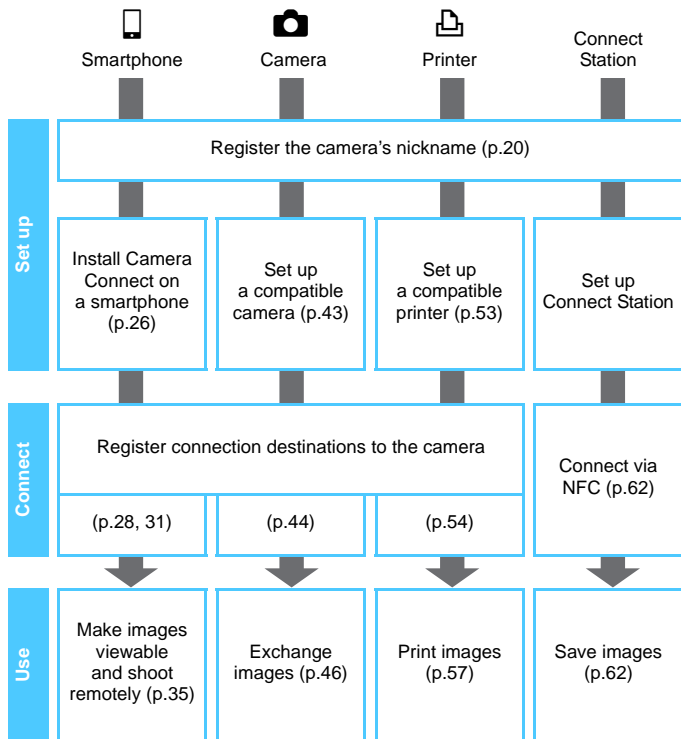 Smartphone
Camera
Printer
Connect
Station
Set up
Register the camera's nickname (p.20)
Install Camera
Connect on
a smartphone
(p.26)
Set up
a compatible
camera (p.43)
Set up
a compatible
printer (p.53)
Set up
Connect Station
Connect
Register connection destinations to the camera
(p.28, 31)
(p.44)
(p.54)
Connect via
NFC (p.62)
Use
Make images
viewable
and shoot
remotely (p.35)
Exchange
images (p.46)
Print images
(p.57)
Save images
(p.62)